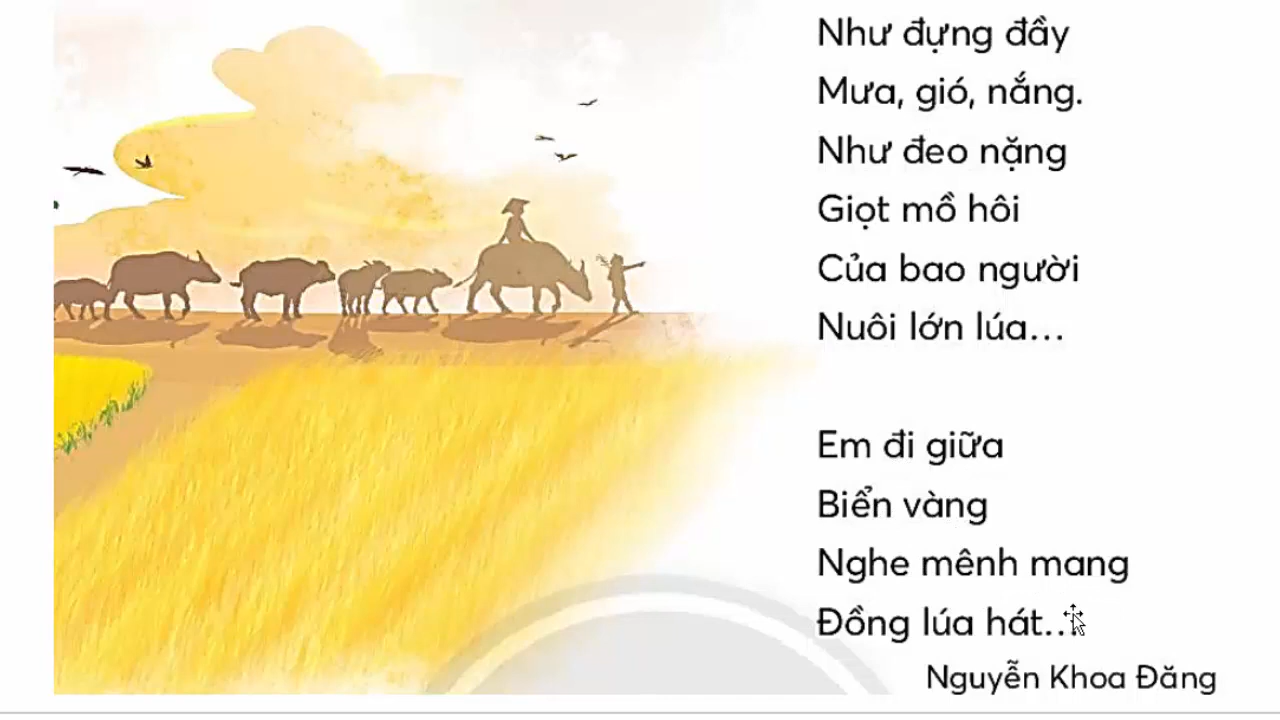 Như đựng đầy
Mưa, gió, nắng.
Như đeo nặng
Giọt mồ hôi
Của bao người
Nuôi lớn lúa...
Em đi giữa
Biển vàng
Nghe mênh mang
Đồng lúa hát...
Nguyễn Khoa Đăng